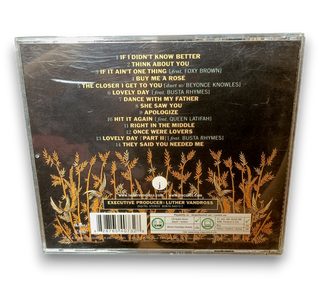 1 IF I DIDN'T KNOW BETTER
2 THINK ABOUT YOU
3 IF IT AIN'T ONE THING (feat. FOXY BROWN)
4 BUY ME A ROSE
5 THE CLOSER I GET TO YOU (duet w/ BEYONCE KNOWLES)
6 LOVELY DAY (feat. BUSTA RHYMES)
7 DANCE WITH MY FATHER
8 SHE SAW YOU
9 APOLOGIZE
10 HIT IT AGAIN (feat. QUEEN LATIFAH)
11 RIGHT IN THE MIDDLE
12 ONCE WERE LOVERS
13 LOVELY DAY (PART II) (feat. BUSTA RHYMES)
14 THEY SAID YOU NEEDED ME
EXECUTIVE PRODUCER: LUTHER VANDROSS